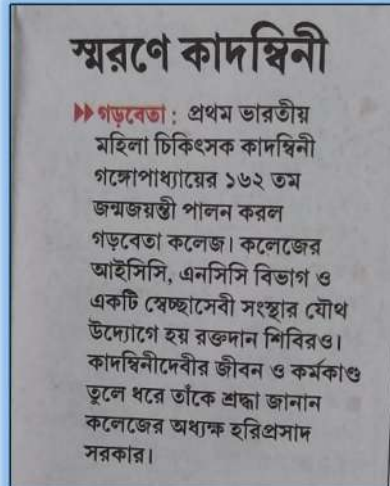 স্মরণে কাদম্বিনী
গড়বেতা : প্রথম ভারতীয়
মহিলা চিকিৎসক কাদম্বিনী
গঙ্গোপাধ্যায়ের ১৬২ তম
জন্মজয়ন্তী পালন করল
গড়বেতা কলেজ। কলেজের
আইসিসি, এনসিসি বিভাগ ও
একটি স্বেচ্ছাসেবী সংস্থার যৌথ
উদ্যোগে হয় রক্তদান শিবিরও।
কাদম্বিনীদেবীর জীবন ও কর্মকাণ্ড
তুলে ধরে তাঁকে শ্রদ্ধা জানান
কলেজের অধ্যক্ষ হরিপ্রসাদ
সরকার।